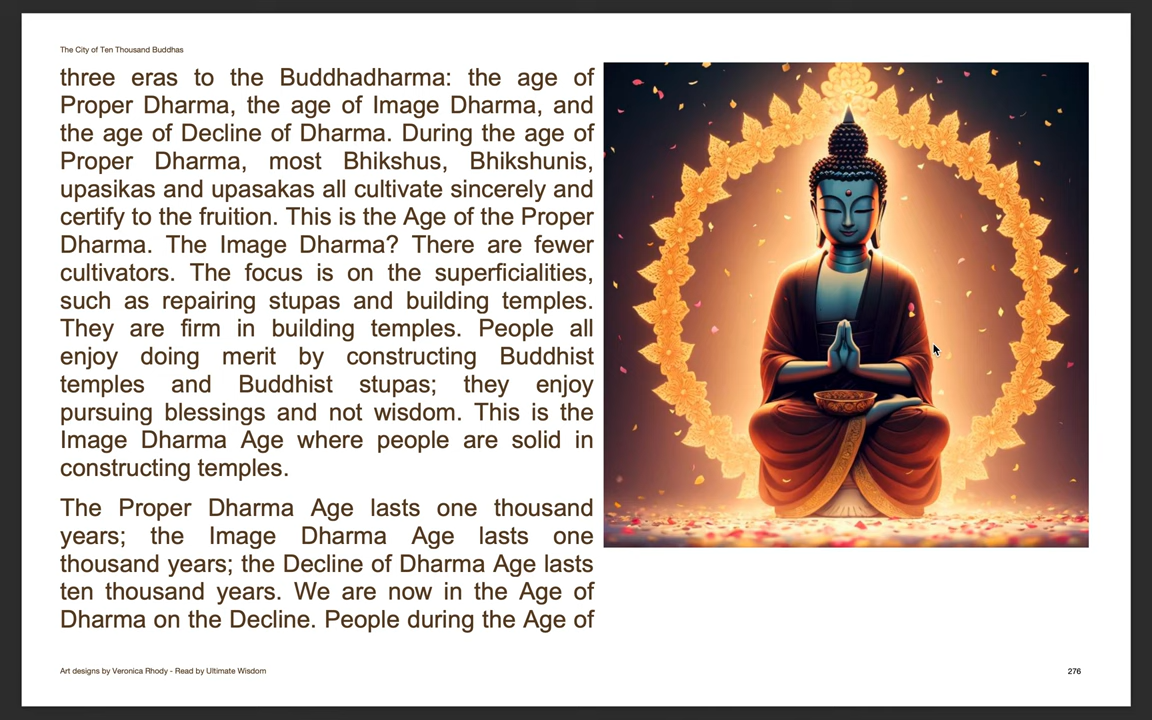 The City of Ten Thousand Buddhas
three eras to the Buddhadharma: the age of
Proper Dharma, the age of Image Dharma, and
the age of Decline of Dharma. During the age of
Proper Dharma, most Bhikshus, Bhikshunis,
upasikas and upasakas all cultivate sincerely and
certify to the fruition. This is the Age of the Proper
Dharma. The Image Dharma? There are fewer
cultivators. The focus is on the superficialities,
such as repairing stupas and building temples.
They are firm in building temples. People all
enjoy doing merit by constructing Buddhist
temples and Buddhist stupas; they enjoy
pursuing blessings and not wisdom. This is the
Image Dharma Age where people are solid in
constructing temples.
The Proper Dharma Age lasts one thousand
years; the Image Dharma Age lasts one
thousand years; the Decline of Dharma Age lasts
ten thousand years. We are now in the Age of
Dharma on the Decline. People during the Age of
Art designs by Veronica Rhody - Read by Ultimate Wisdom
276